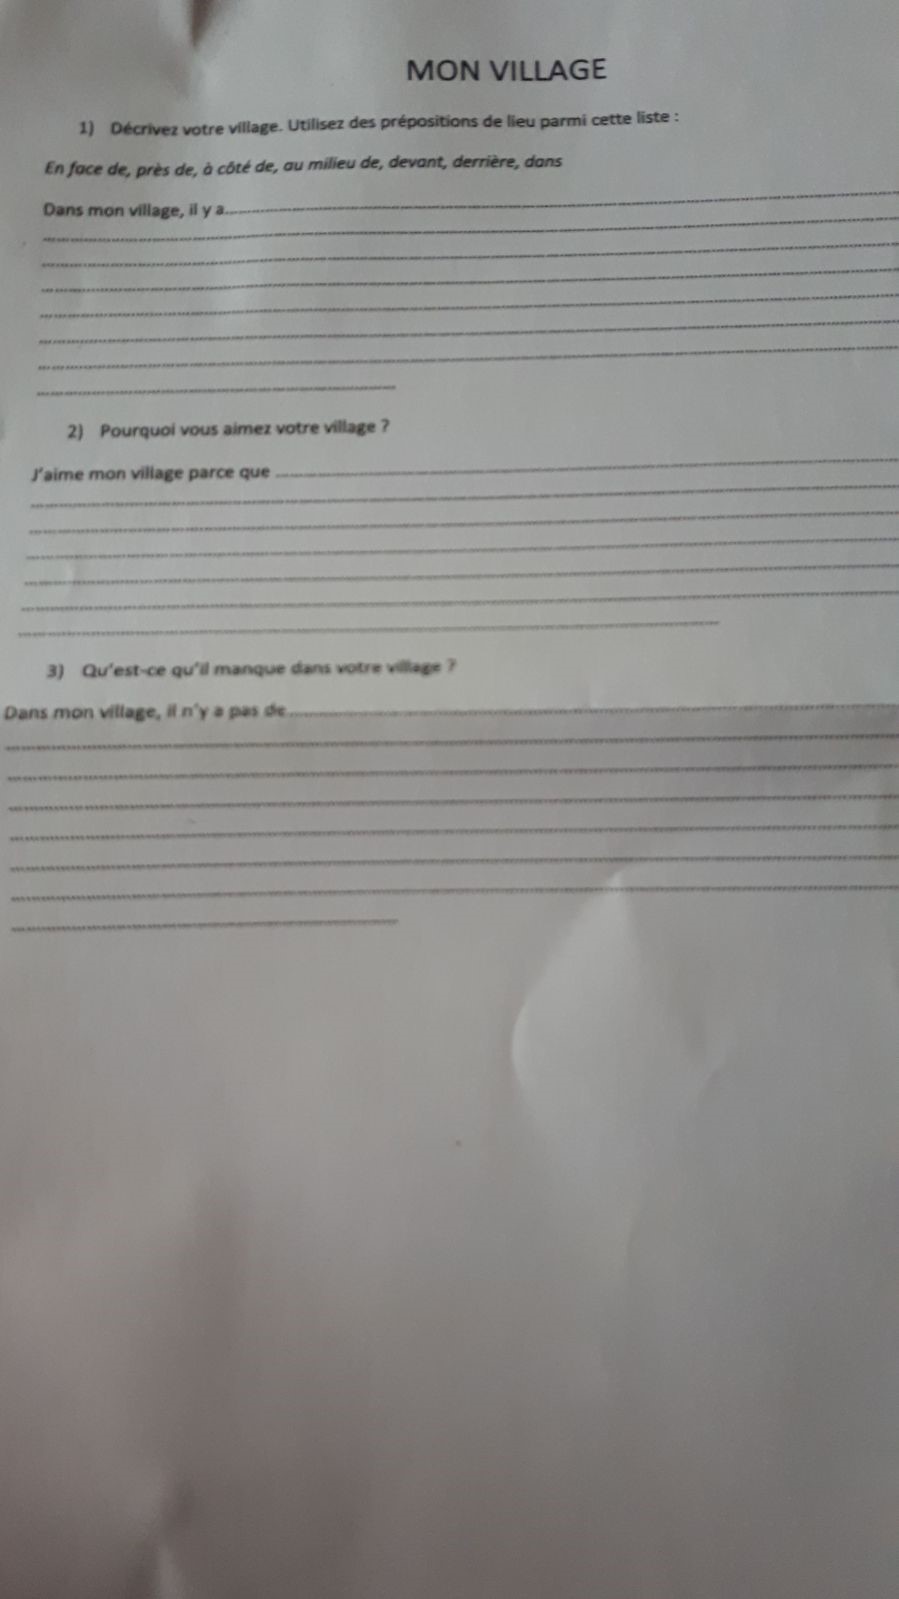 MON VILLAGE
1) Décrivez votre village. Utilisez des prépositions de lieu parmi cette liste :
En face de, près de, à côté de, au milieu de, devant, derrière, dans
Dans mon village, il y a
2) Pourquoi vous aimez votre village ?
J'aime mon village parce que
3) Qu'est-ce qu'il manque dans votre village ?
Dans mon village, il n'y a pas de